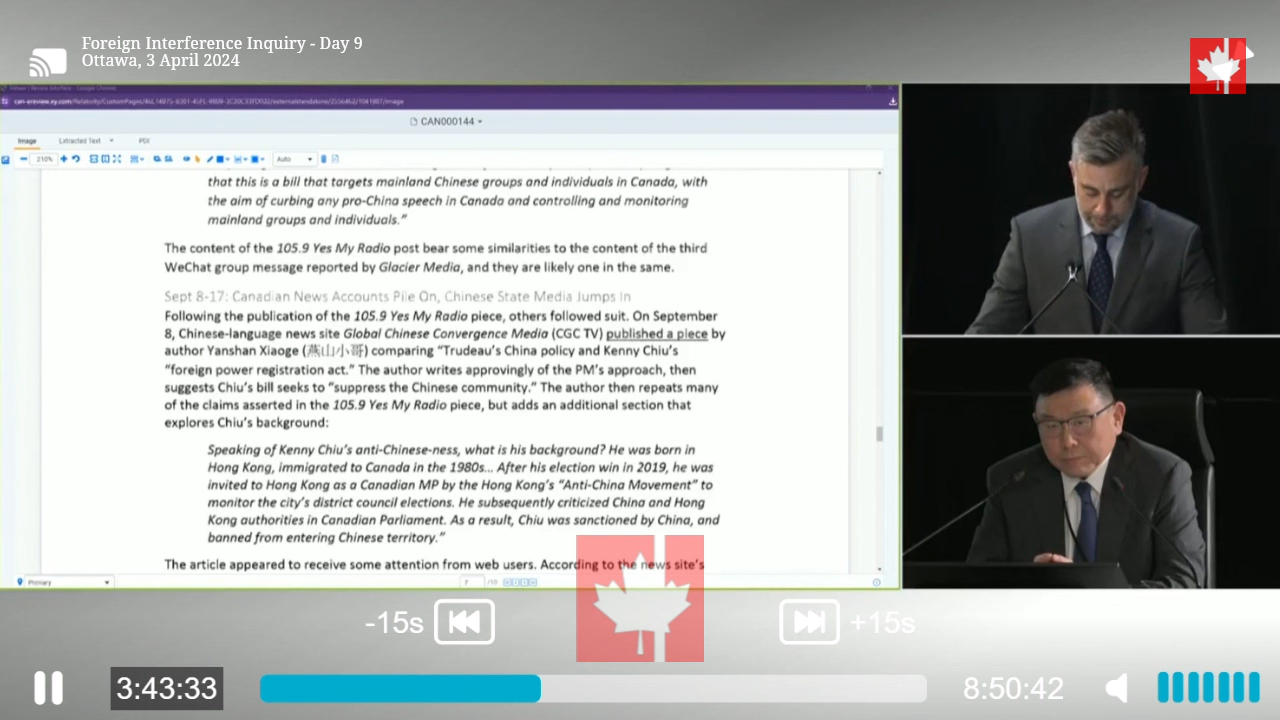 Foreign Interference Inquiry - Day 9
Ottawa, 3 April 2024
CAN000144
Image
Extracted Text
PDF
210%
Auto
that this is a bill that targets mainland Chinese groups and individuals in Canada, with
the aim of curbing any pro-China speech in Canada and controlling and monitoring
mainland groups and individuals."
The content of the 105.9 Yes My Radio post bear some similarities to the content of the third
WeChat group message reported by Glacier Media, and they are likely one in the same.
Sept 8-17: Canadian News Accounts Pile On, Chinese State Media Jumps In
Following the publication of the 105.9 Yes My Radio piece, others followed suit. On September
8, Chinese-language news site Global Chinese Convergence Media (CGC TV) published a piece by
author Yanshan Xiaoge (燕山小哥) comparing "Trudeau's China policy and Kenny Chiu's
"foreign power registration act." The author writes approvingly of the PM's approach, then
suggests Chiu's bill seeks to "suppress the Chinese community." The author then repeats many
of the claims asserted in the 105.9 Yes My Radio piece, but adds an additional section that
explores Chiu's background:
Speaking of Kenny Chiu's anti-Chinese-ness, what is his background? He was born in
Hong Kong, immigrated to Canada in the 1980s... After his election win in 2019, he was
invited to Hong Kong as a Canadian MP by the Hong Kong's "Anti-China Movement" to
monitor the city's district council elections. He subsequently criticized China and Hong
Kong authorities in Canadian Parliament. As a result, Chiu was sanctioned by China, and
banned from entering Chinese territory."
The article appeared to receive some attention from web users. According to the news site's
Primary
7
/10
-15s
+15s
3:43:33
8:50:42